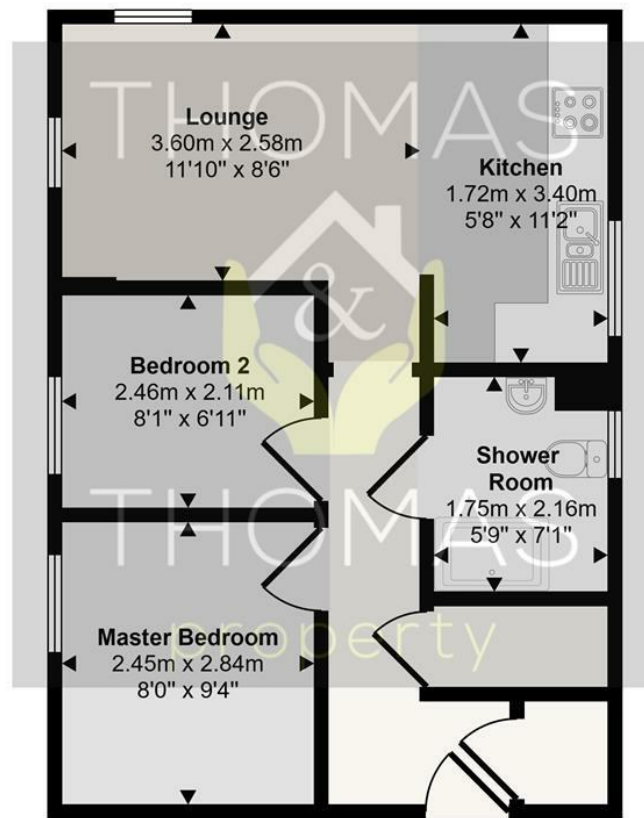 THOMAS
Lounge
3.60m x 2.58m
11'10" x 8'6"
Kitchen
1.72m x 3.40m
5'8" x 11'2"
&
Bedroom 2
2.46m x 2.11m
8'1" x 6'11"
Shower
Room
1.75m x 2.16m
5'9" x 7'1"
THOMAS
property
Master Bedroom
2.45m x 2.84m
8'0" x 9'4"